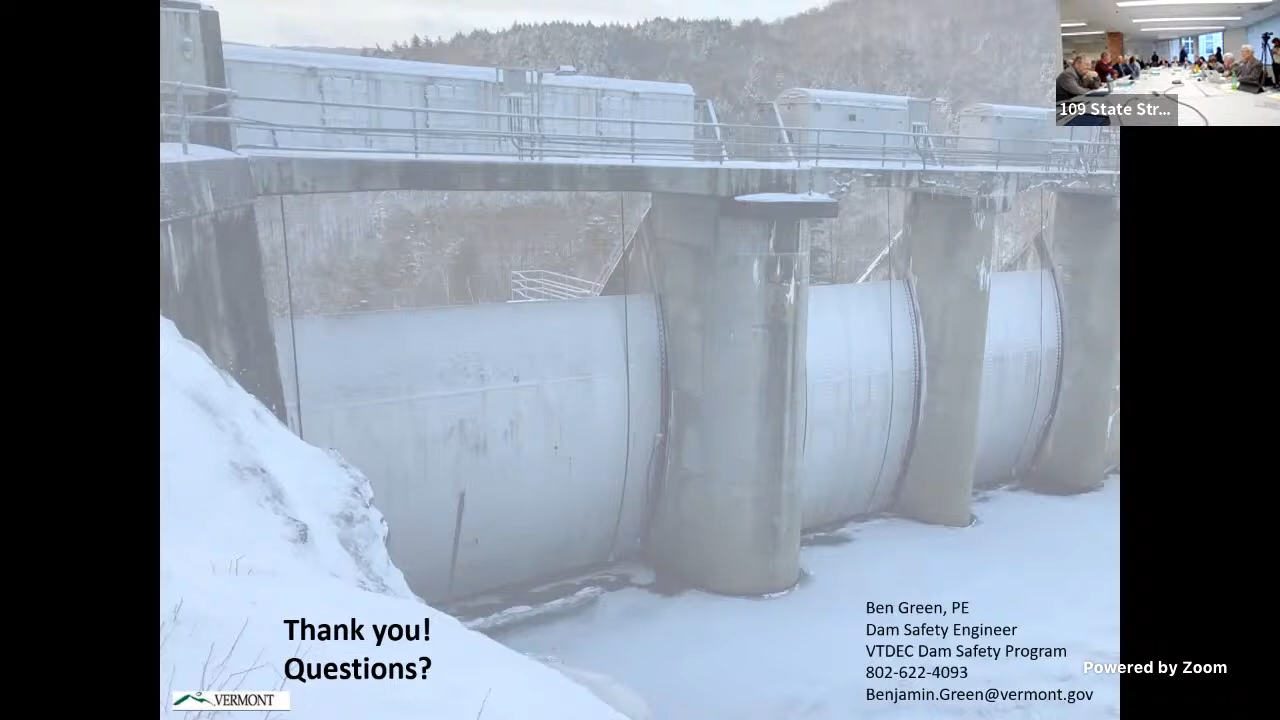 109 State Str...
Thank you!
Questions?
VERMONT
Ben Green, PE
Dam Safety Engineer
VTDEC Dam Safety Program
802-622-4093
Benjamin.Green@vermont.gov
Powered by Zoom